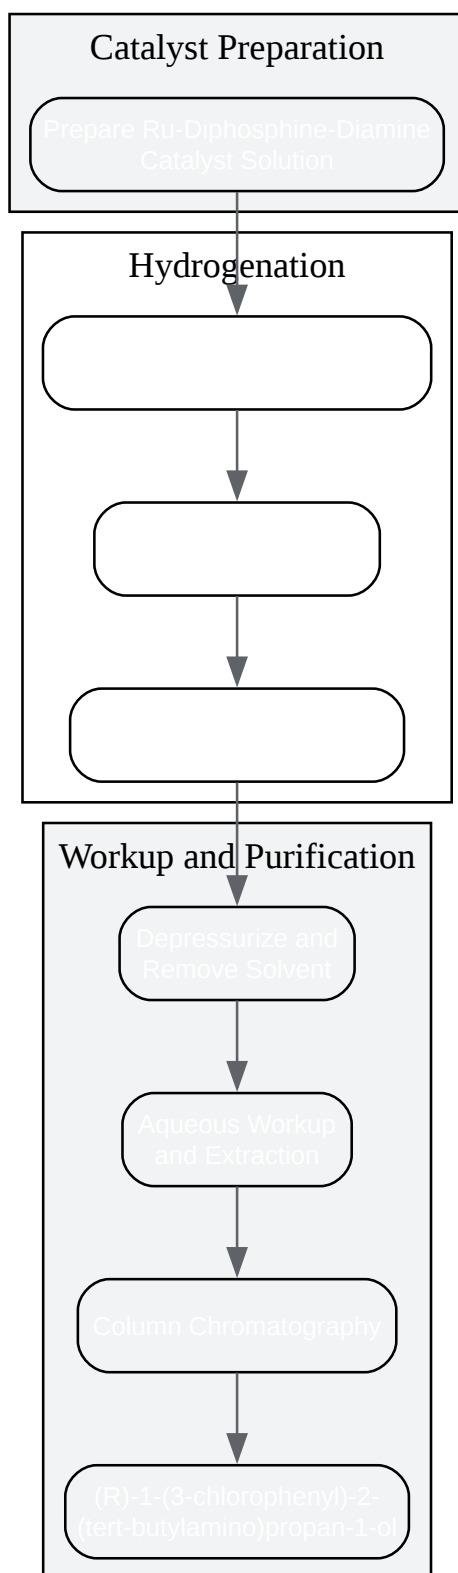 Catalyst Preparation
Prepare Ru-Diphosphine-Diamine
Catalyst Solution
Hydrogenation
Workup and Purification
Depressurize and
Remove Solvent
Aqueous Workup
and Extraction
Column Chromatography
(R)-1-(3-chlorophenyl)-2-
(tert-butylamino)propan-1-ol